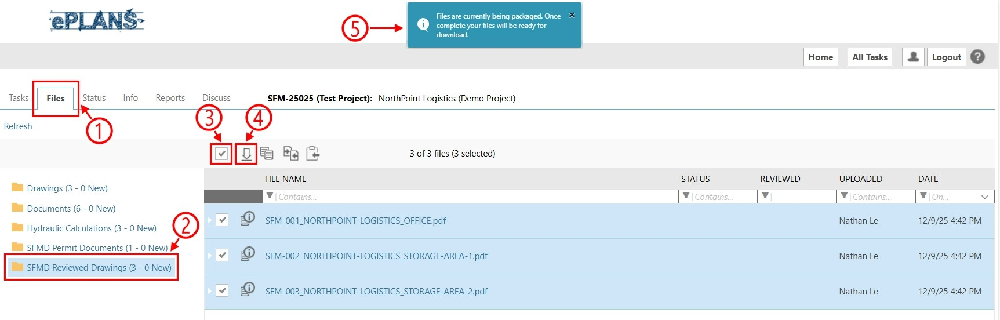 ePLANS
5
Files are currently being packaged. Once
complete your files will be ready for
download.
Home All Tasks Logout ?
Tasks Files Status Info Reports Discuss SFM-25025 (Test Project): NorthPoint Logistics (Demo Project)
1 3 4
Refresh
3 of 3 files (3 selected)
FILE NAME STATUS REVIEWED UPLOADED DATE
Contains... Contains... Contains... On...
Drawings (3 - 0 New)
Documents (6 - 0 New)
Hydraulic Calculations (3 - 0 New)
2
SFMD Permit Documents (1 - 0 New)
SFMD Reviewed Drawings (3 - 0 New)
SFM-001_NORTHPOINT-LOGISTICS_OFFICE.pdf Nathan Le 12/9/25 4:42 PM
SFM-002_NORTHPOINT-LOGISTICS_STORAGE-AREA-1.pdf Nathan Le 12/9/25 4:42 PM
SFM-003_NORTHPOINT-LOGISTICS_STORAGE-AREA-2.pdf Nathan Le 12/9/25 4:42 PM